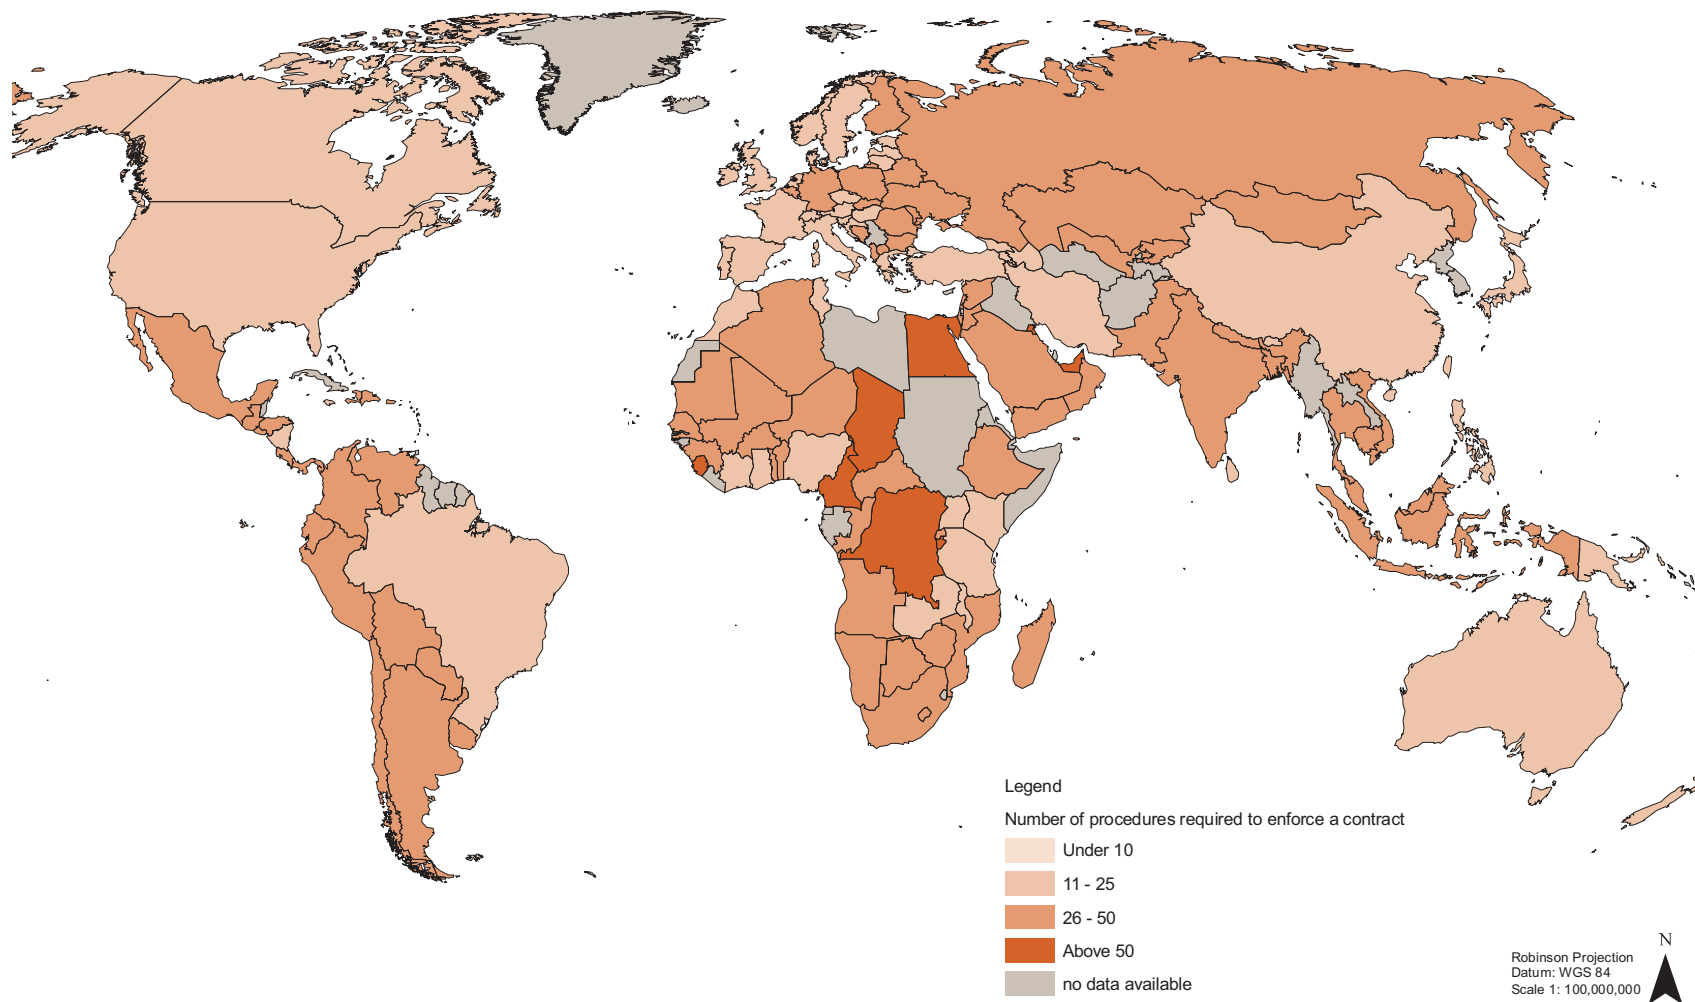 Legend
Number of procedures required to enforce a contract
Under 10
11 - 25
26 - 50
Above 50
no data available
N
Robinson Projection
Datum: WGS 84
Scale 1: 100,000,000